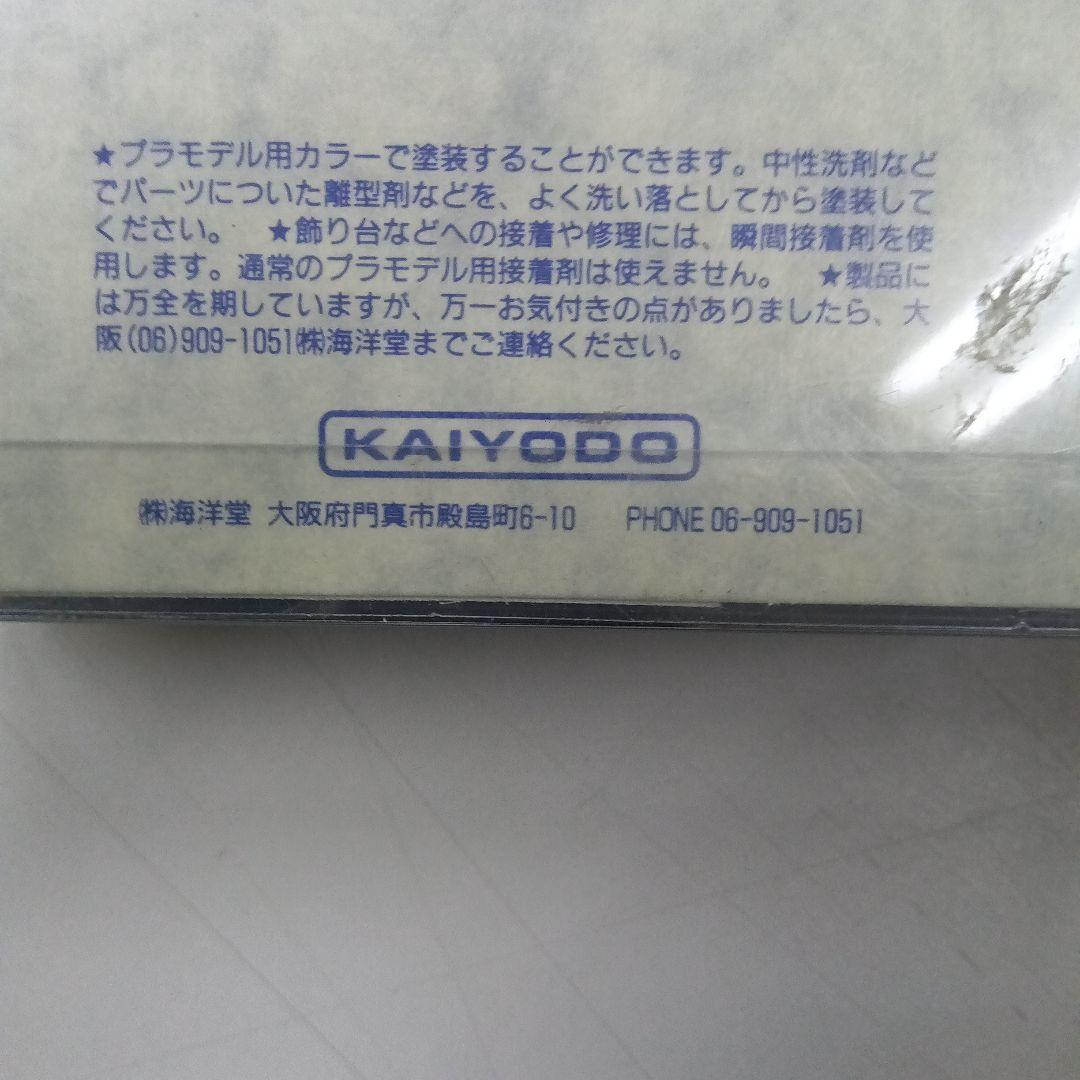 ★プラモデル用カラーで塗装することができます。中性洗剤など
でパーツについた離型剤などを、よく洗い落としてから塗装して
ください。　★飾り台などへの接着や修理には、瞬間接着剤を使
用します。通常のプラモデル用接着剤は使えません。　★製品に
は万全を期していますが、万一お気付きの点がありましたら、大
阪(06)909-1051㈱海洋堂までご連絡ください。
KAIYODO
㈱海洋堂 大阪府門真市殿島町6-10 PHONE 06-909-1051